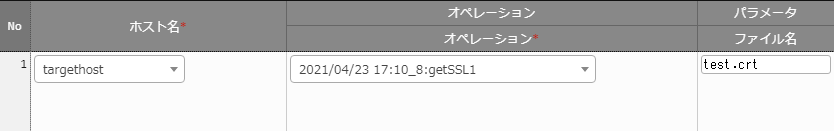 No ホスト名* オペレーション パラメータ
オペレーション* ファイル名
1 targethost 2021/04/23 17:10_8:getSSL1 test.crt